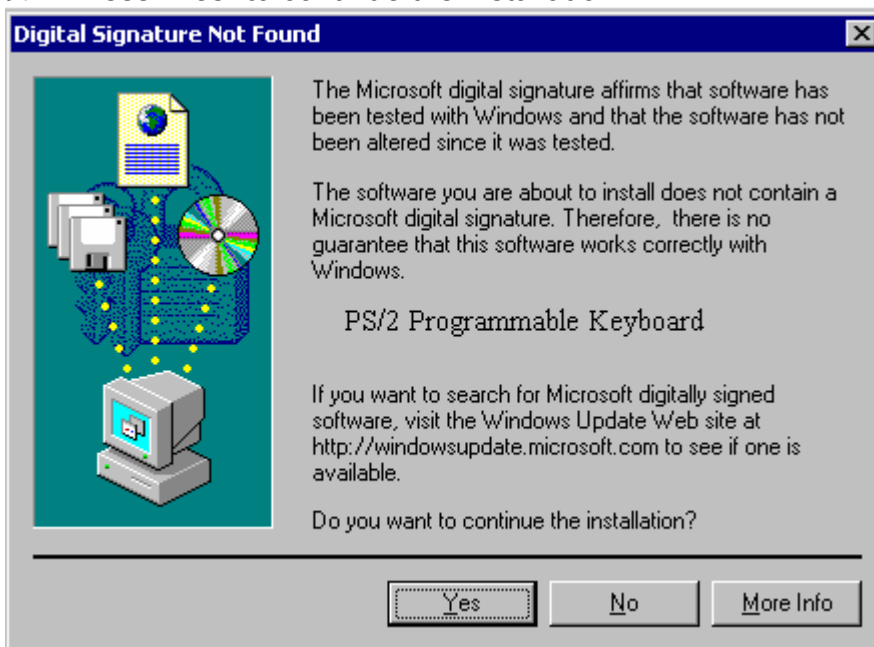 Digital Signature Not Found
The Microsoft digital signature affirms that software has
been tested with Windows and that the software has not
been altered since it was tested.
The software you are about to install does not contain a
Microsoft digital signature. Therefore, there is no
guarantee that this software works correctly with
Windows.
PS/2 Programmable Keyboard
If you want to search for Microsoft digitally signed
software, visit the Windows Update Web site at
http://windowsupdate.microsoft.com to see if one is
available.
Do you want to continue the installation?
Yes No More Info